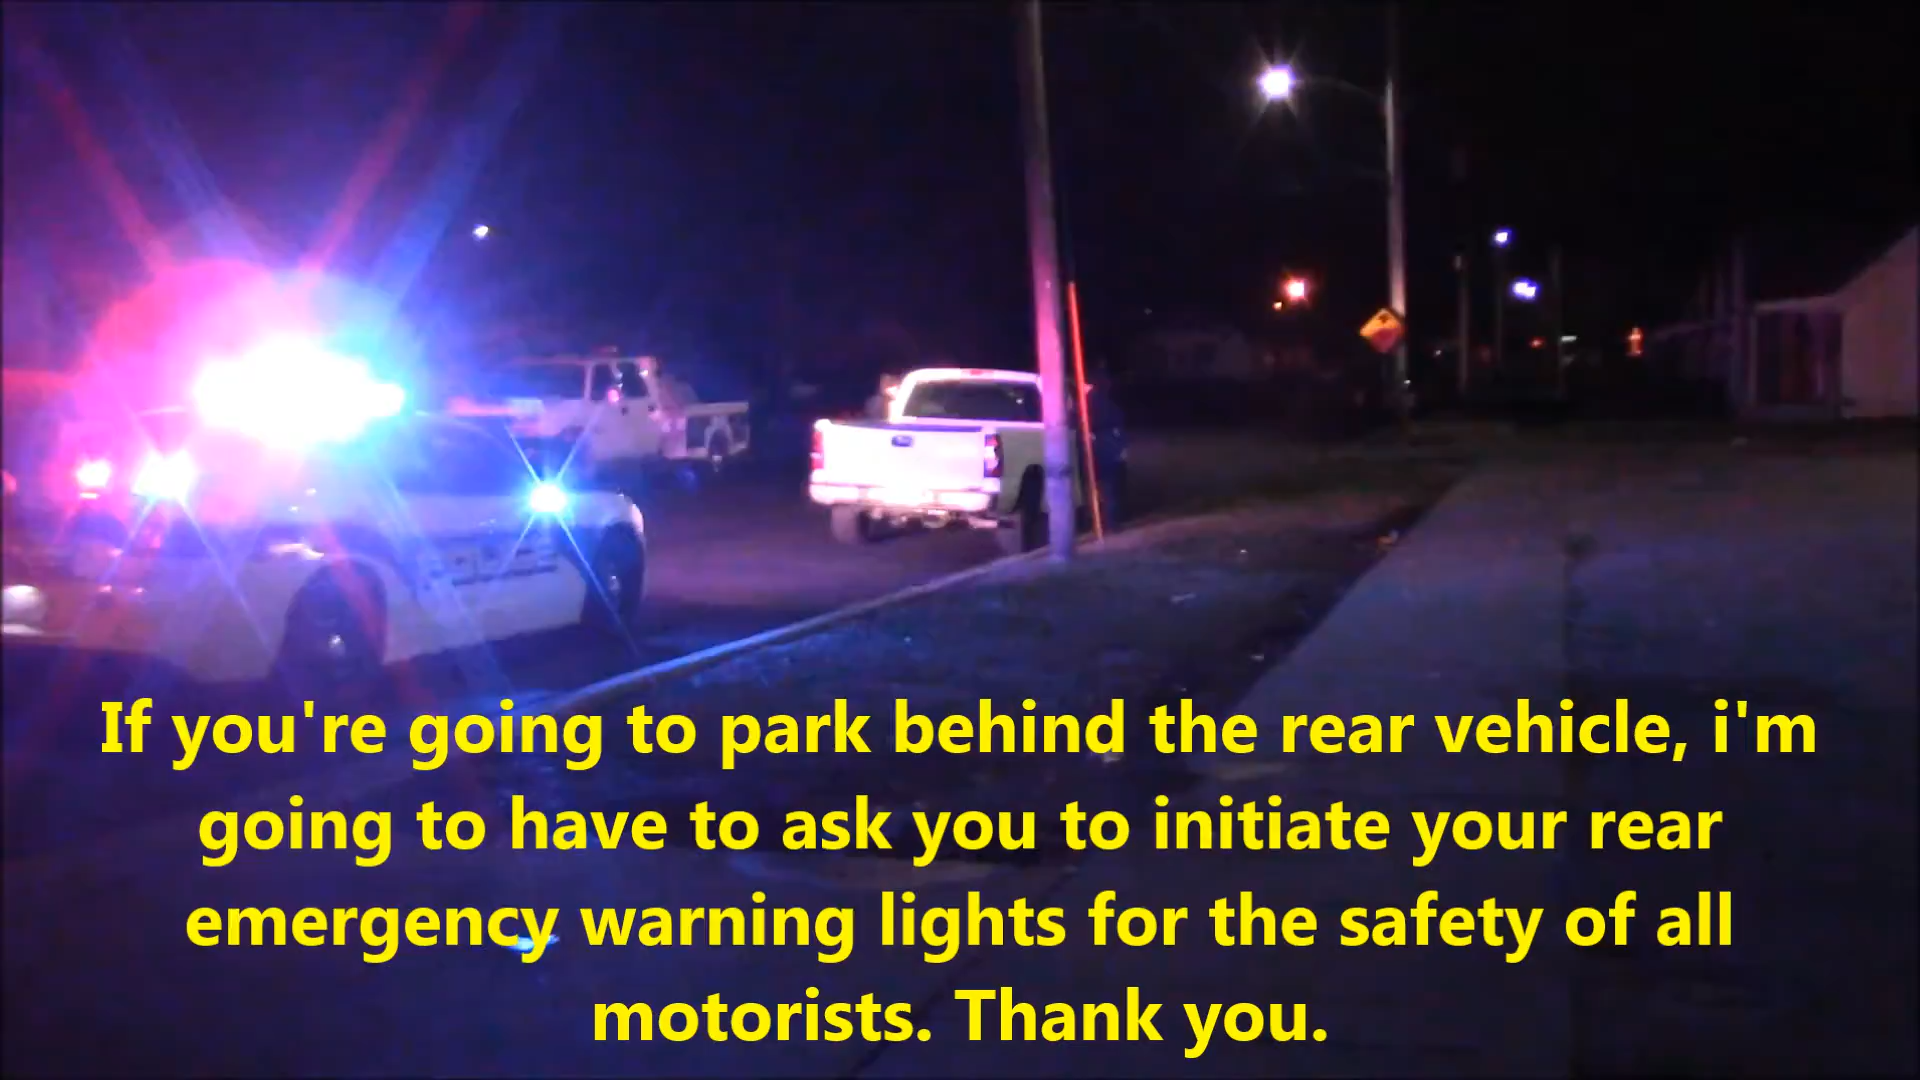 If you're going to park behind the rear vehicle, i'm
going to have to ask you to initiate your rear
emergency warning lights for the safety of all
motorists. Thank you.